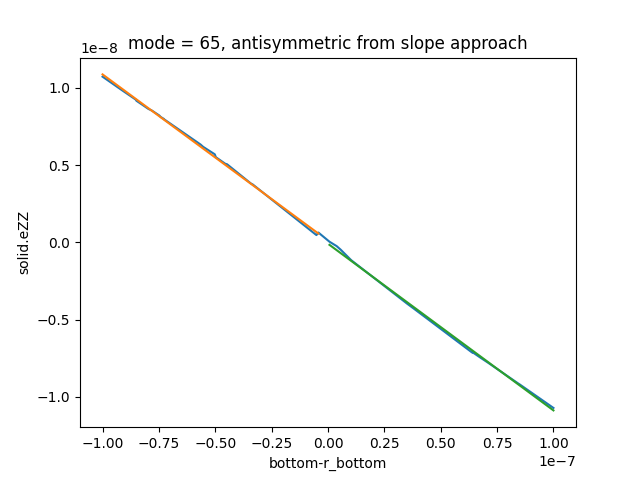 mode = 65, antisymmetric from slope approach
1e−8
1.0
0.5
0.0
−0.5
−1.0
solid.eZZ
−1.00 −0.75 −0.50 −0.25 0.00 0.25 0.50 0.75 1.00
bottom-r_bottom
1e−7